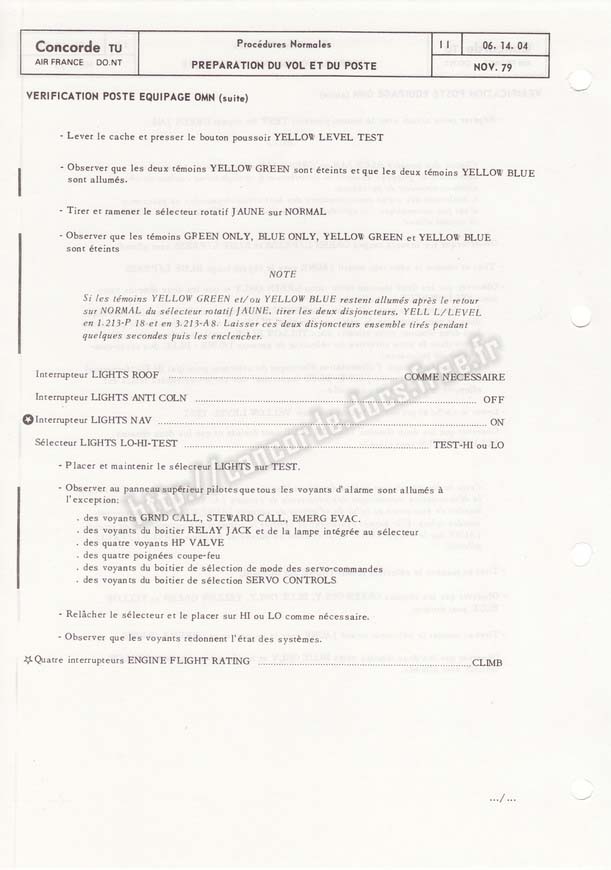 Concorde TU
AIR FRANCE DO.NT
Procédures Normales
PREPARATION DU VOL ET DU POSTE
11
06. 14. 04
NOV. 79
VERIFICATION POSTE EQUIPAGE OMN (suite)
- Lever le cache et presser le bouton poussoir YELLOW LEVEL TEST
- Observer que les deux témoins YELLOW GREEN sont éteints et que les deux témoins YELLOW BLUE
sont allumés.
- Tirer et ramener le sélecteur rotatif JAUNE sur NORMAL
- Observer que les témoins GREEN ONLY, BLUE ONLY, YELLOW GREEN et YELLOW BLUE
sont éteints
NOTE
Si les témoins YELLOW GREEN et/ou YELLOW BLUE restent allumés après le retour
sur NORMAL du sélecteur rotatif JAUNE, tirer les deux disjoncteurs, YELL L/LEVEL
en 1.213-P 18 et en 3.213-A8. Laisser ces deux disjoncteurs ensemble tirés pendant
quelques secondes puis les enclencher.
Interrupteur LIGHTS ROOF ........ COMME NECESSAIRE
Interrupteur LIGHTS ANTI COLN ........ OFF
Interrupteur LIGHTS NAV ........ ON
Sélecteur LIGHTS LO-HI-TEST ........ TEST-HI ou LO
- Placer et maintenir le sélecteur LIGHTS sur TEST.
- Observer au panneau supérieur pilotes que tous les voyants d'alarme sont allumés à
l'exception:
. des voyants GRND CALL, STEWARD CALL, EMERG EVAC.
. des voyants du boitier RELAY JACK et de la lampe intégrée au sélecteur
. des quatre voyants HP VALVE
. des quatre poignées coupe-feu
. des voyants du boitier de sélection de mode des servo-commandes
. des voyants du boitier de sélection SERVO CONTROLS
- Relâcher le sélecteur et le placer sur HI ou LO comme nécessaire.
- Observer que les voyants redonnent l'état des systèmes.
Quatre interrupteurs ENGINE FLIGHT RATING ........ CLIMB
.../...
http://concorde.docs.free.fr